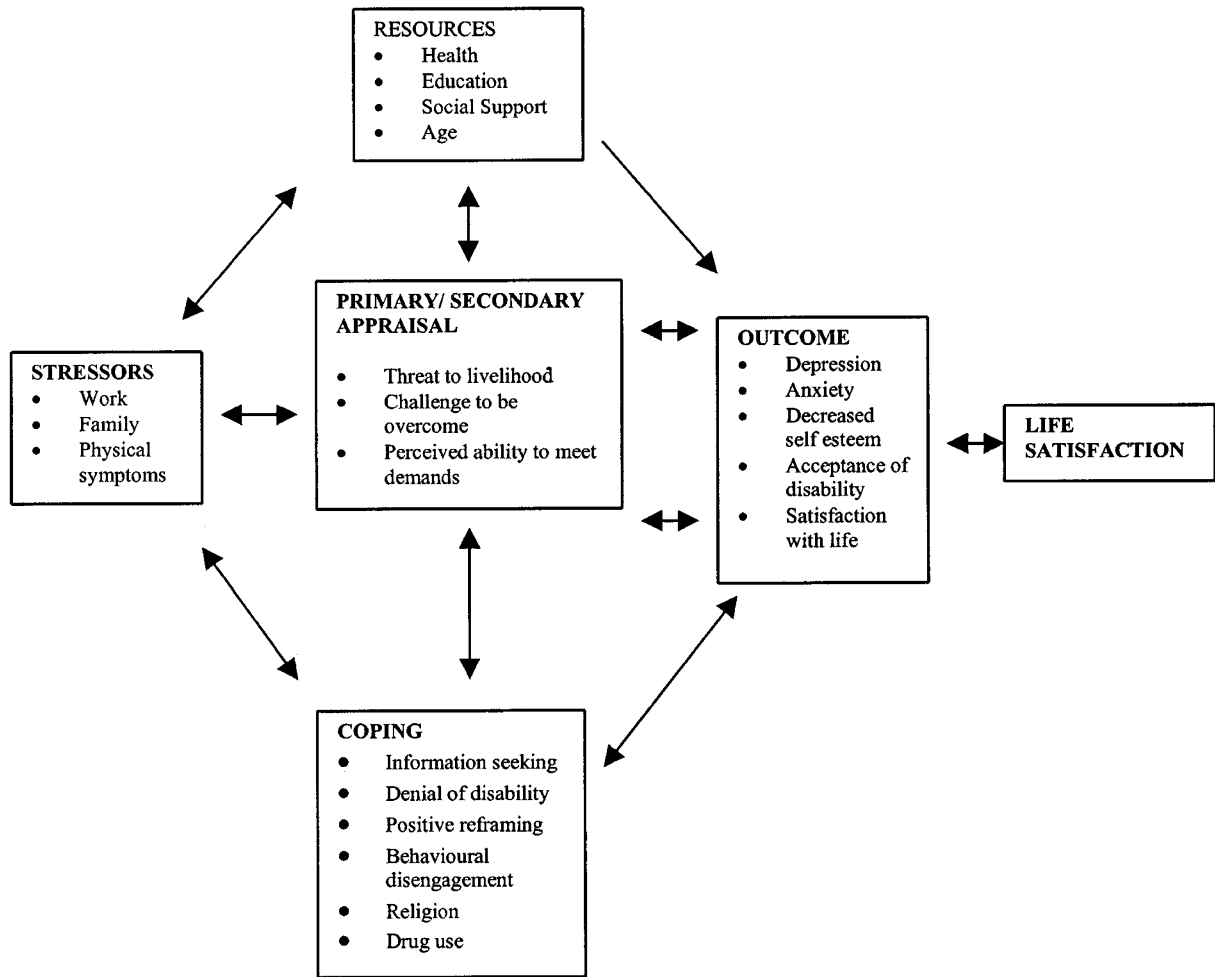 RESOURCES
• Health
• Education
• Social Support
• Age
PRIMARY/ SECONDARY
APPRAISAL
• Threat to livelihood
• Challenge to be
overcome
• Perceived ability to meet
demands
STRESSORS
• Work
• Family
• Physical
symptoms
OUTCOME
• Depression
• Anxiety
• Decreased
self esteem
• Acceptance of
disability
• Satisfaction
with life
LIFE
SATISFACTION
COPING
• Information seeking
• Denial of disability
• Positive reframing
• Behavioural
disengagement
• Religion
• Drug use